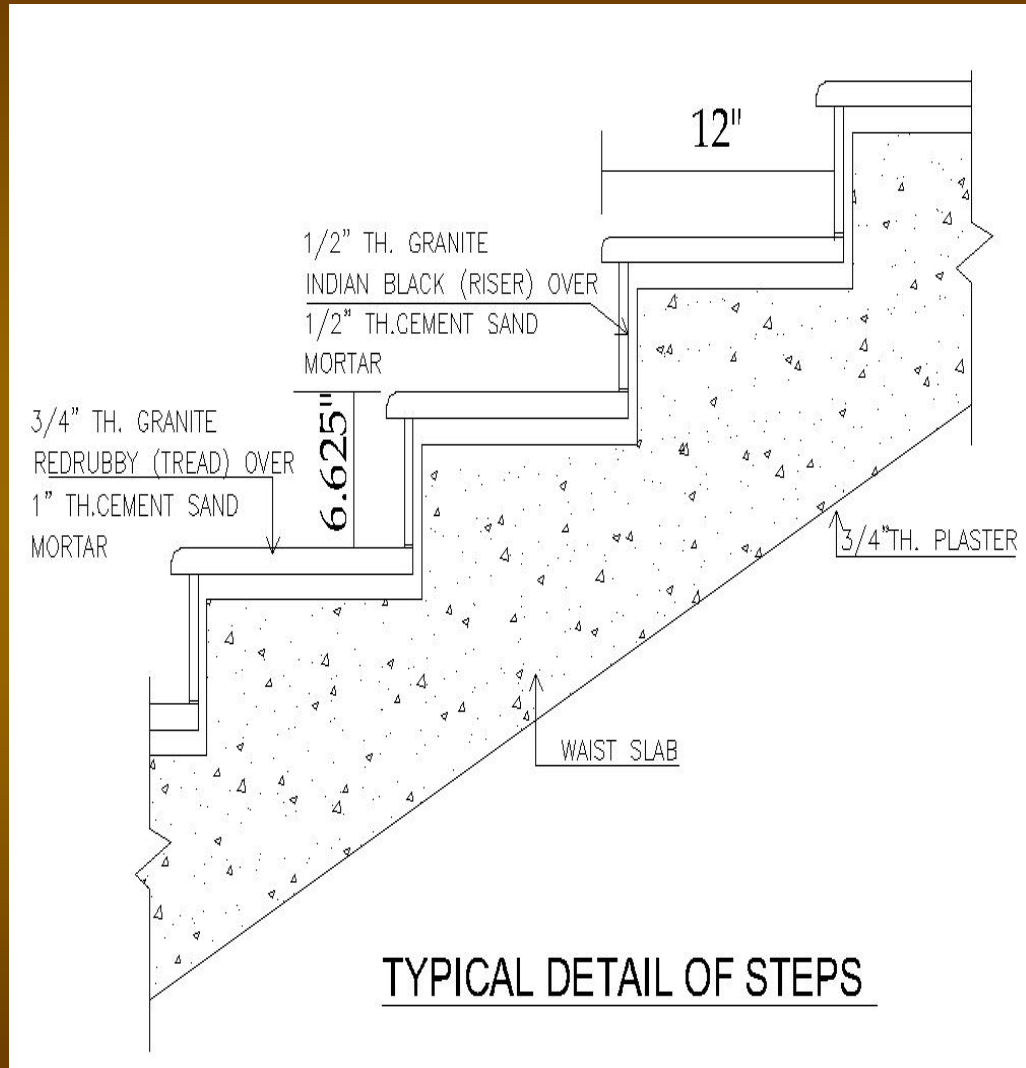 12"
1/2" TH. GRANITE
INDIAN BLACK (RISER) OVER
1/2" TH.CEMENT SAND
MORTAR
6.625"
3/4" TH. GRANITE
REDRUBBY (TREAD) OVER
1" TH.CEMENT SAND
MORTAR
3/4"TH. PLASTER
WAIST SLAB
TYPICAL DETAIL OF STEPS